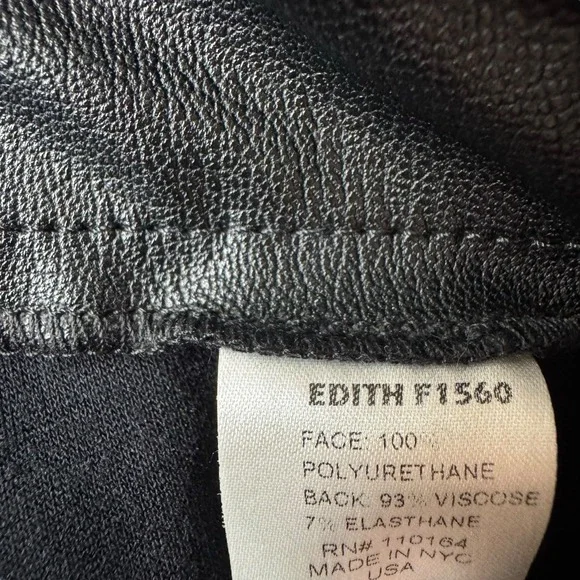 EDITH F1560
FACE: 100%
POLYURETHANE
BACK: 93% VISCOSE
7% ELASTHANE
RN# 110164
MADE IN NYC
USA